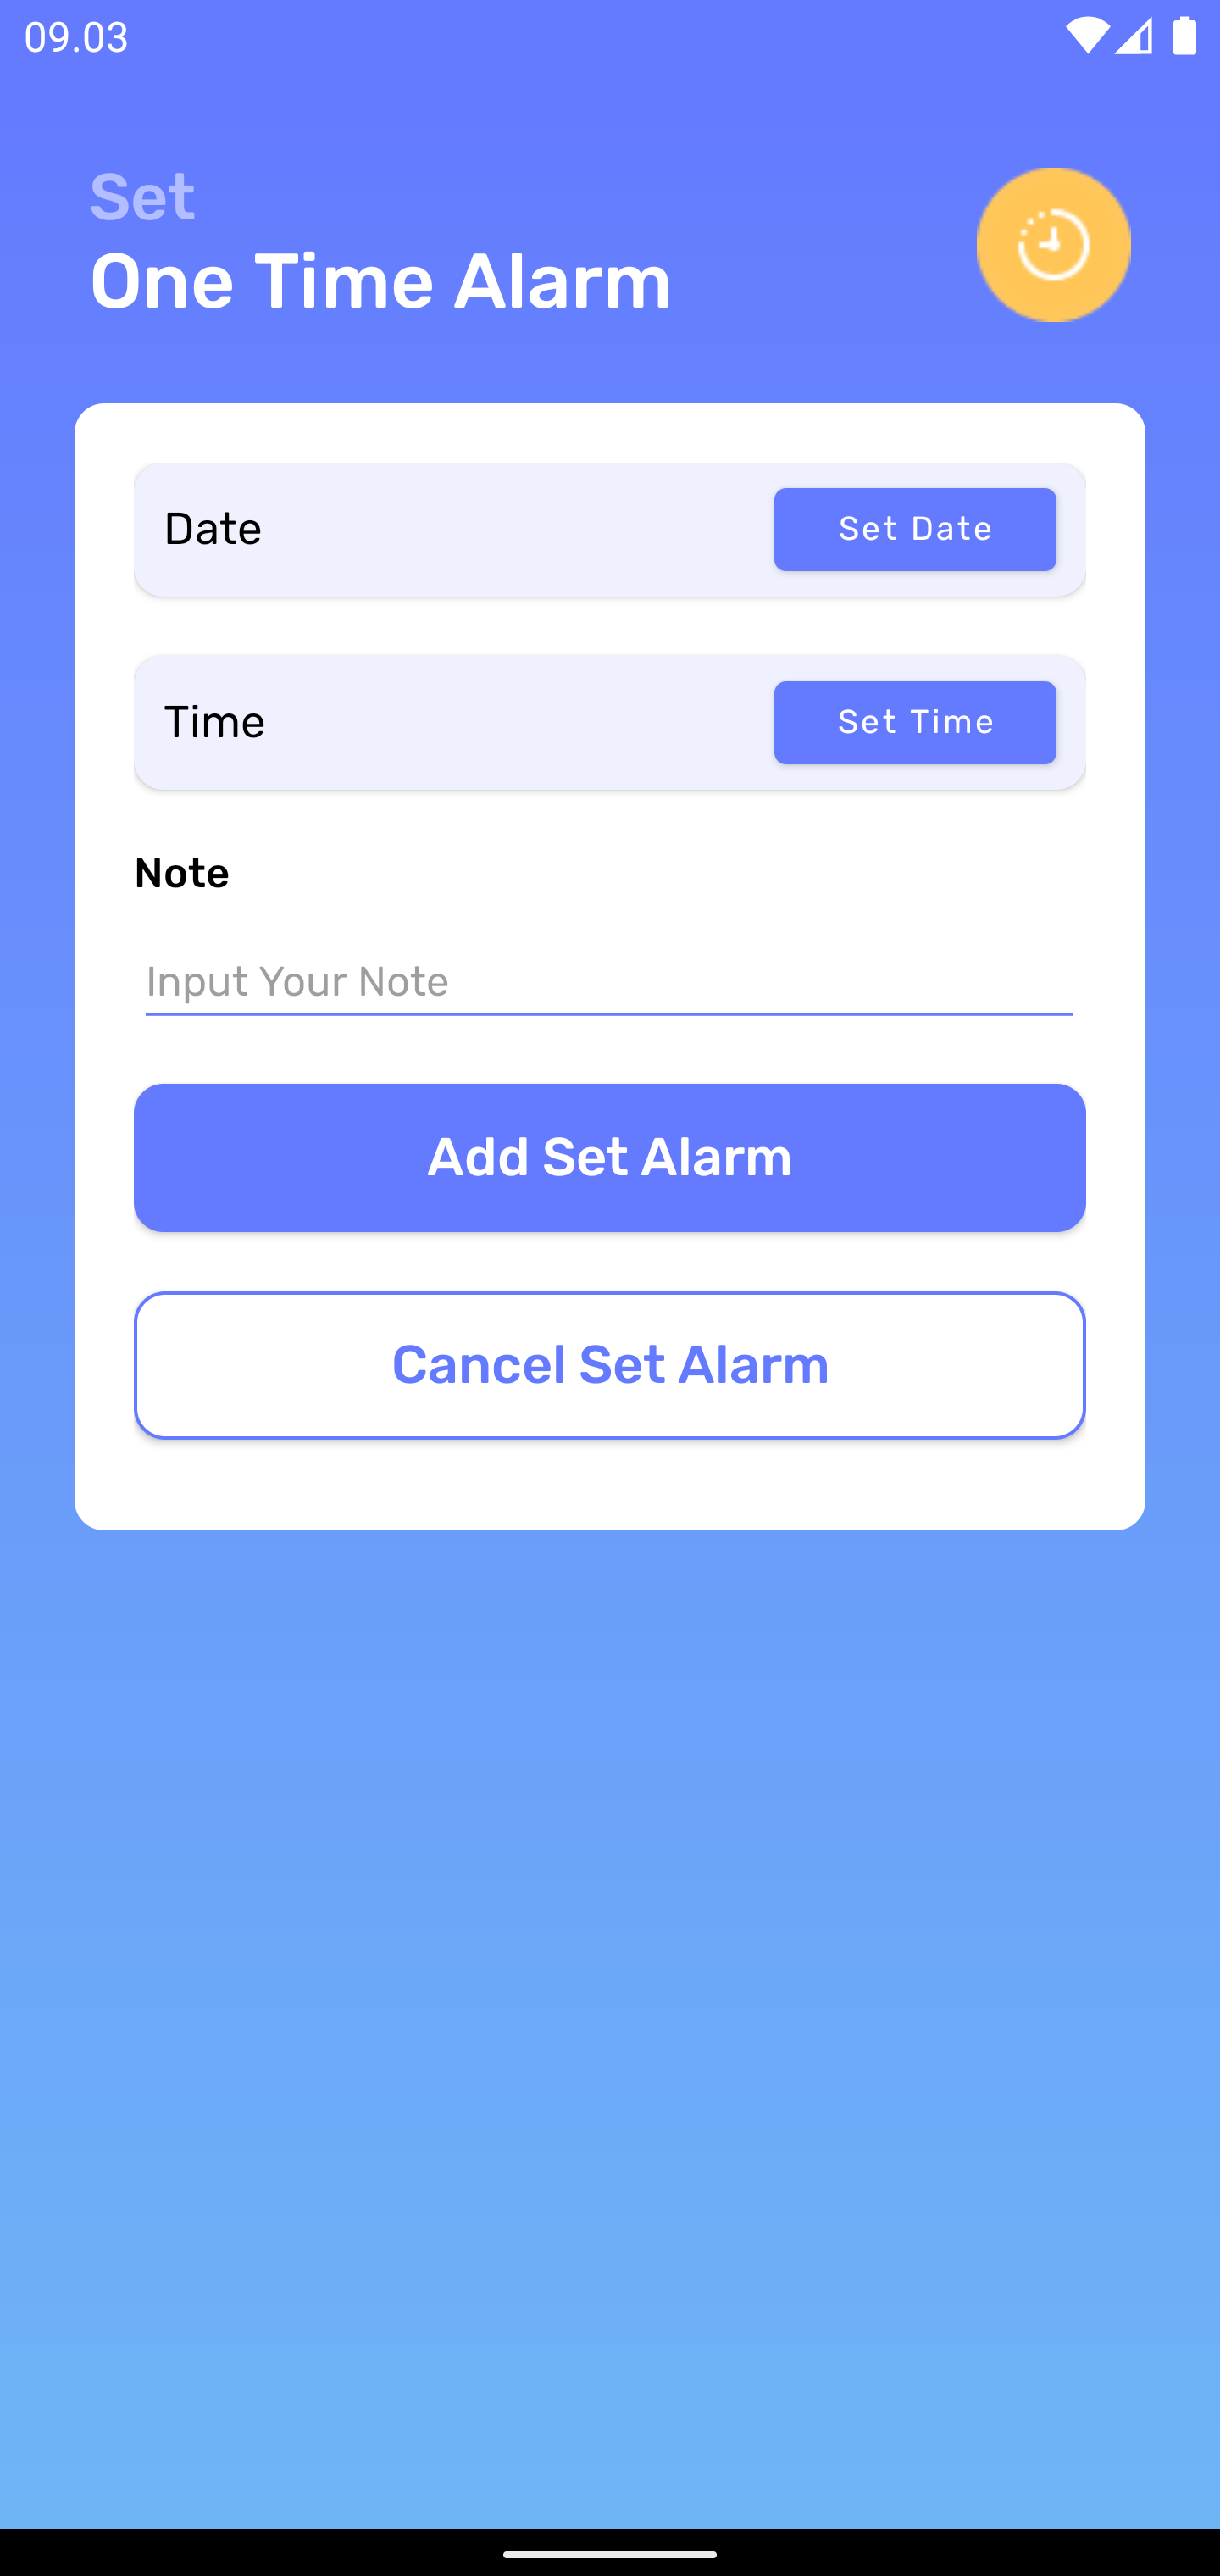 09.03
Set
One Time Alarm
Date
Set Date
Time
Set Time
Note
Input Your Note
Add Set Alarm
Cancel Set Alarm